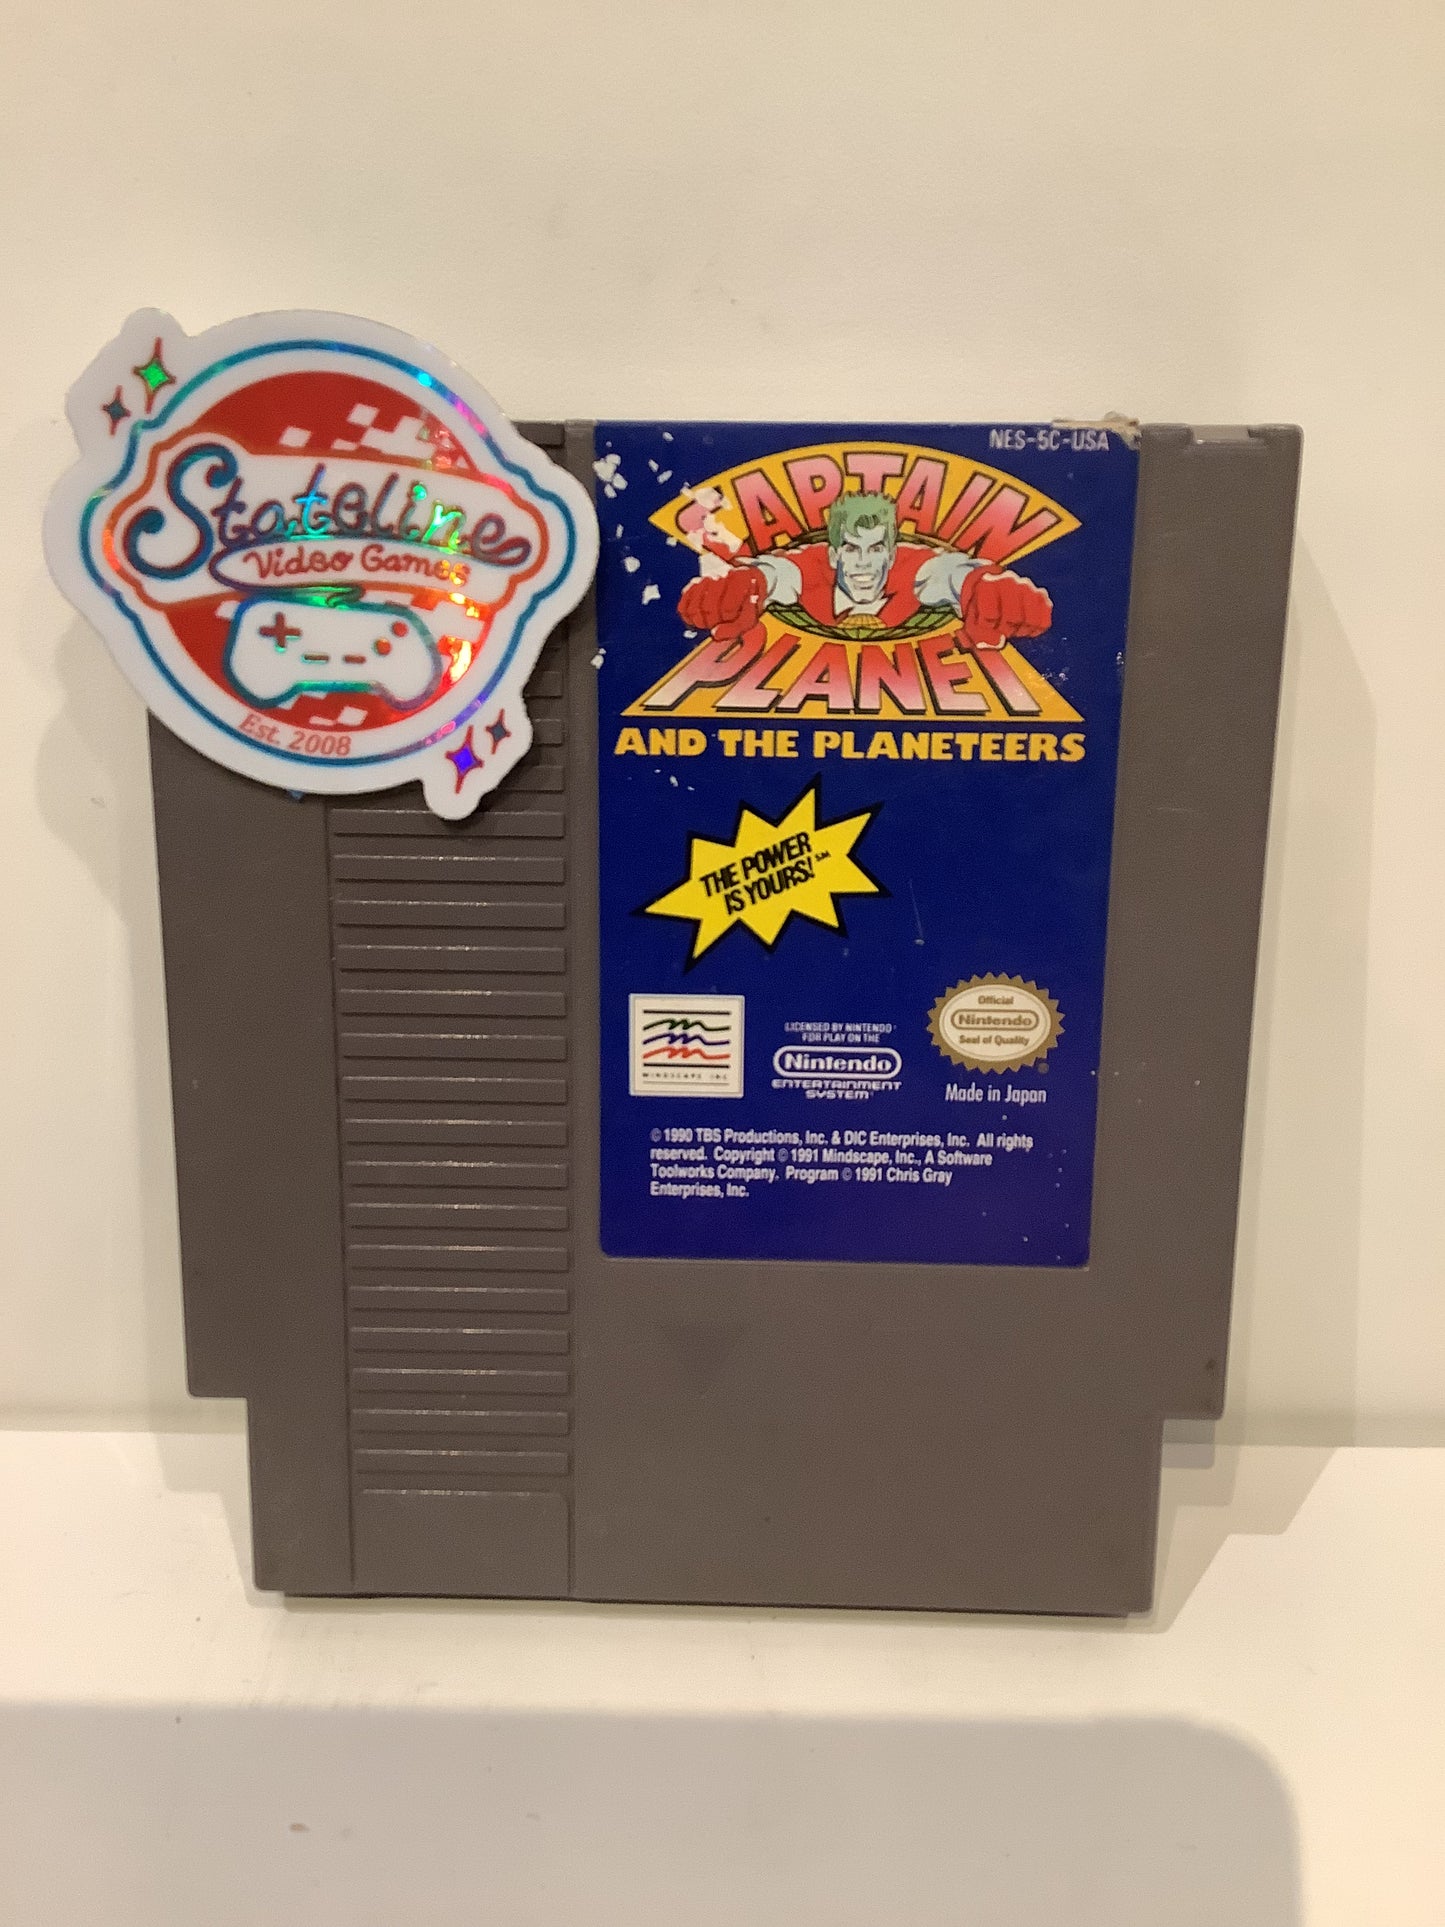 Stateline
Video Games
Est. 2008
NES-5C-USA
CAPTAIN
PLANET
AND THE PLANETEERS
THE POWER
IS YOURS! SM
MINDSCAPE INC
LICENSED BY NINTENDO
FOR PLAY ON THE
Nintendo
ENTERTAINMENT
SYSTEM
Official
Nintendo
Seal of Quality
Made in Japan
© 1990 TBS Productions, Inc. & DIC Enterprises, Inc. All rights
reserved. Copyright © 1991 Mindscape, Inc., A Software
Toolworks Company. Program © 1991 Chris Gray
Enterprises, Inc.